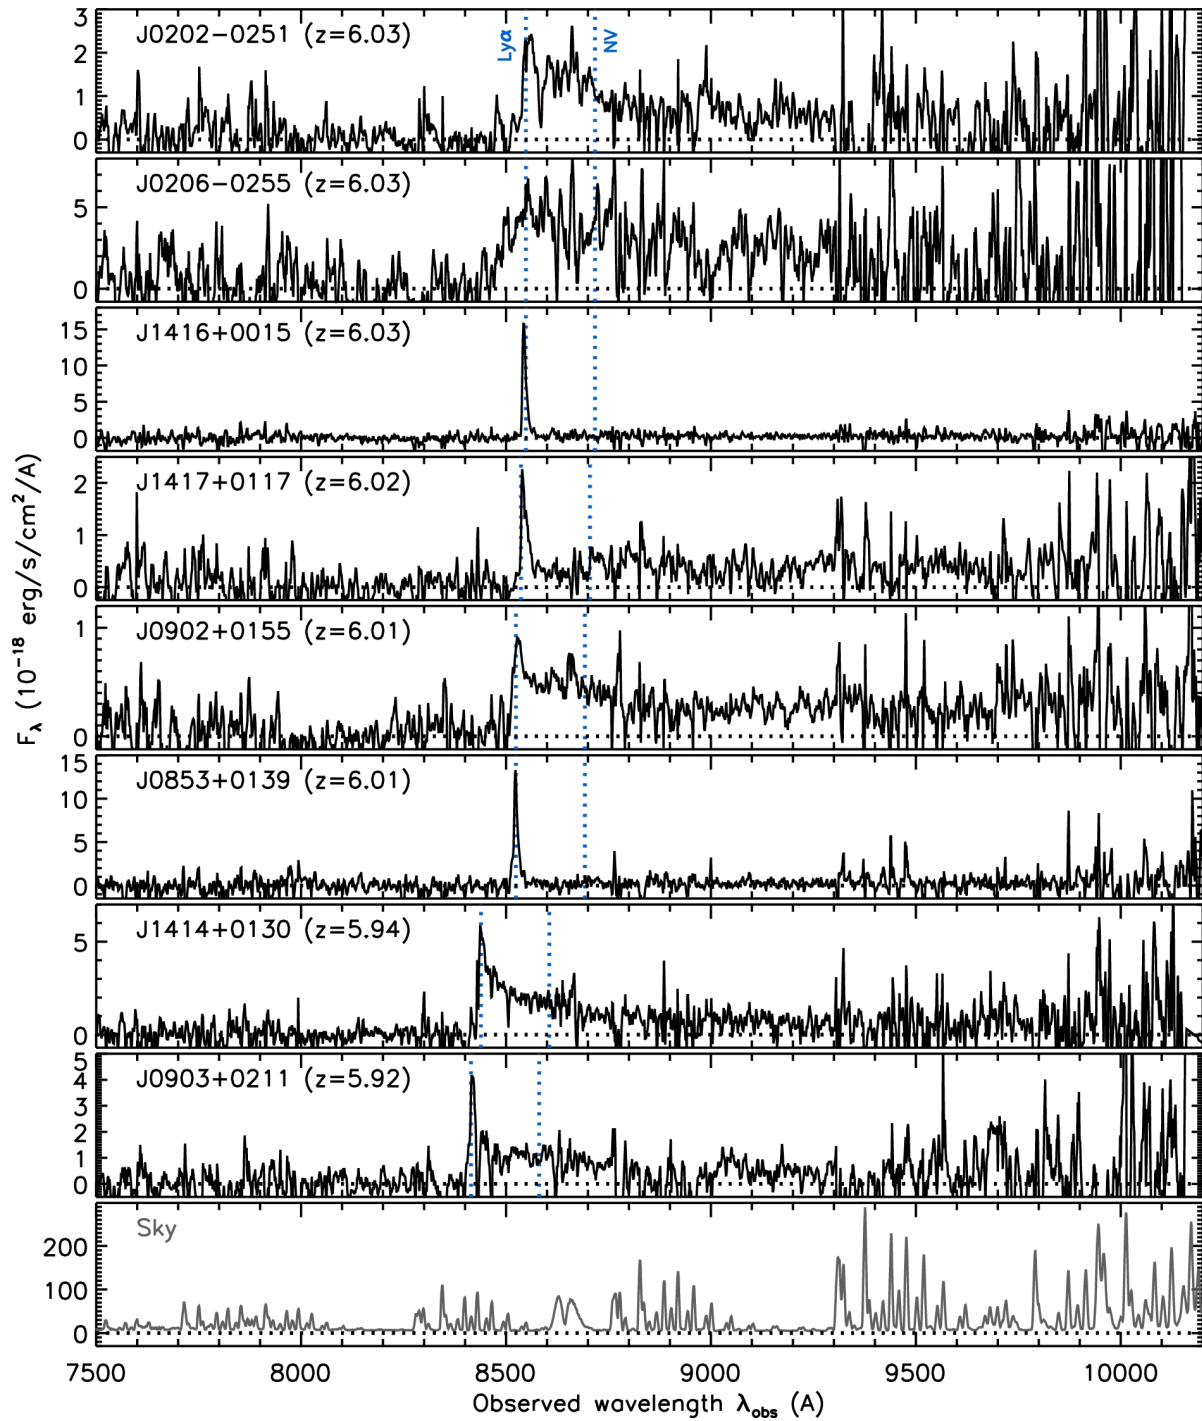 3
J0202−0251 (z=6.03)
Lyα
NV
2
1
0
J0206−0255 (z=6.03)
5
0
15
J1416+0015 (z=6.03)
10
5
0
J1417+0117 (z=6.02)
2
1
0
J0902+0155 (z=6.01)
1
0
15
J0853+0139 (z=6.01)
10
5
0
J1414+0130 (z=5.94)
5
0
5
J0903+0211 (z=5.92)
4
3
2
1
0
Sky
200
100
0
F_λ (10⁻¹⁸ erg/s/cm²/A)
7500 8000 8500 9000 9500 10000
Observed wavelength λ_obs (A)